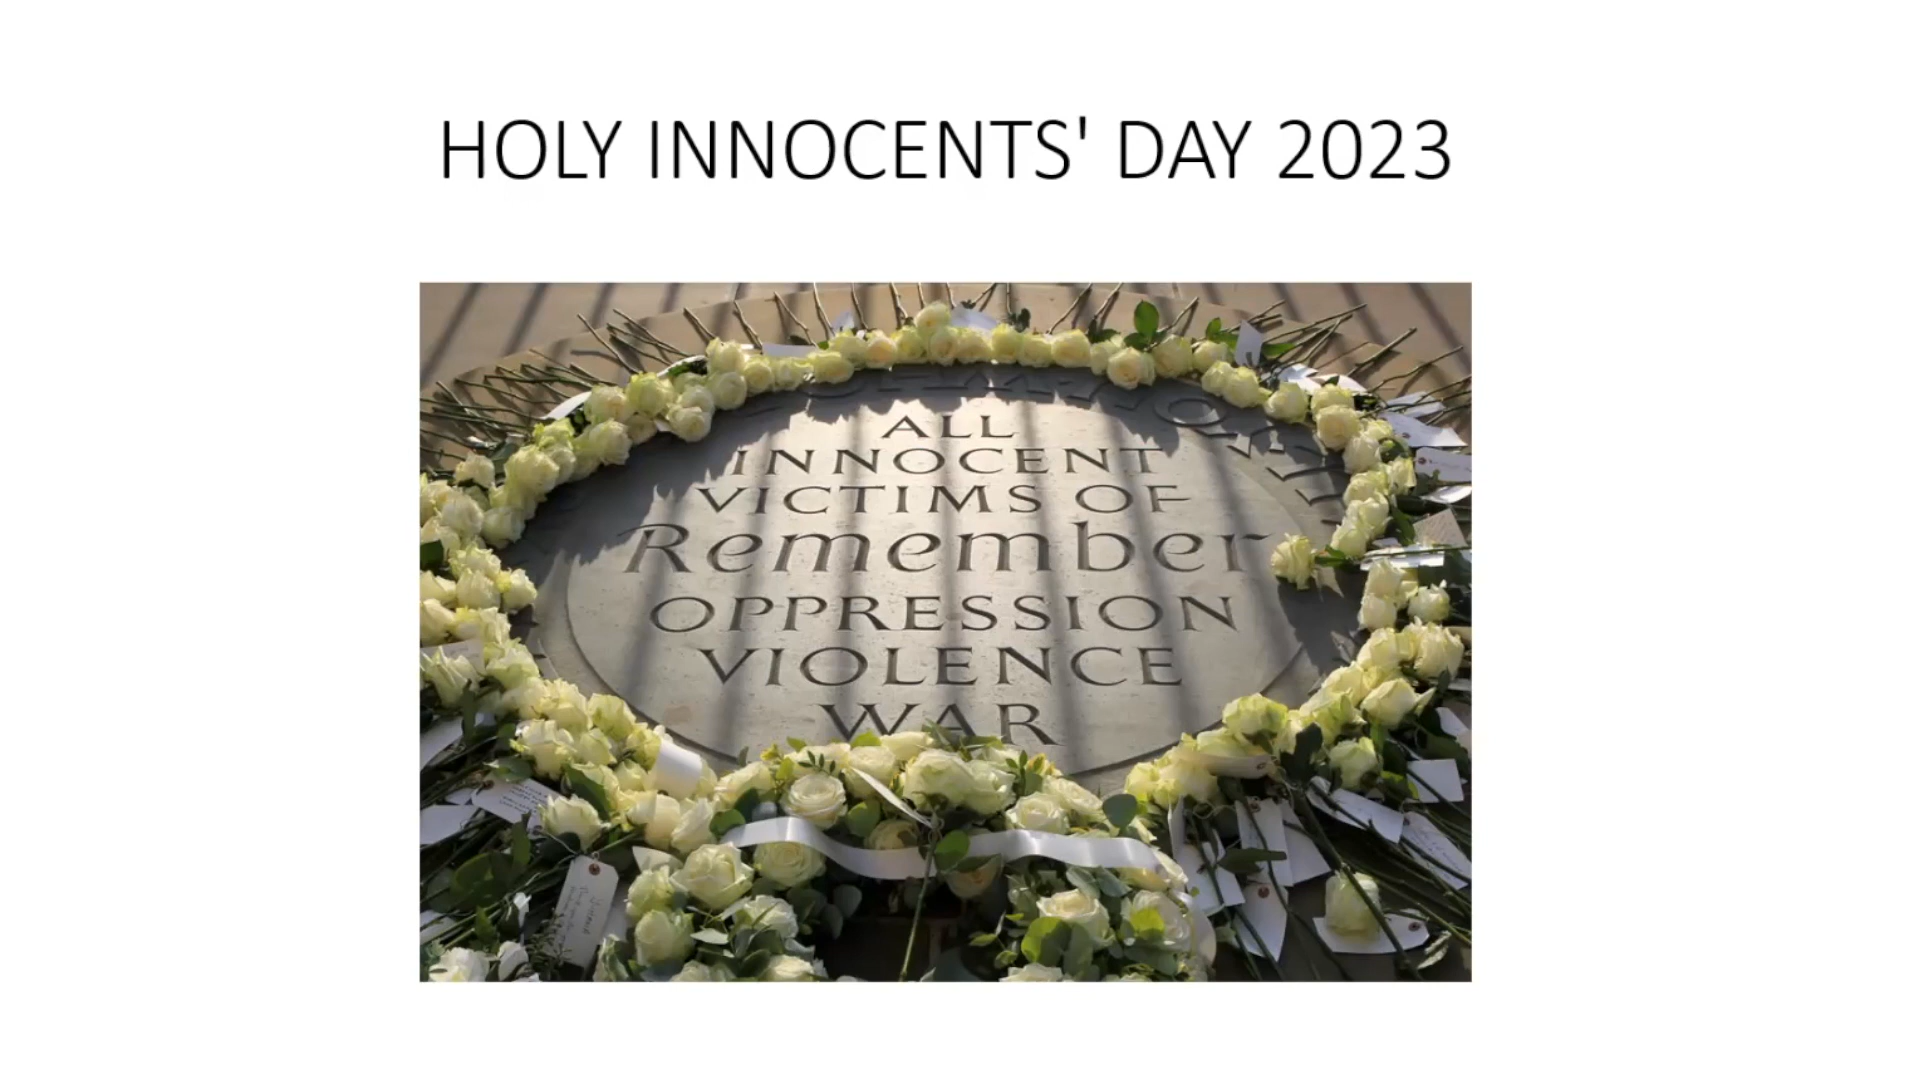 HOLY INNOCENTS' DAY 2023
ALL
INNOCENT
VICTIMS OF
Remember
OPPRESSION
VIOLENCE
WAR